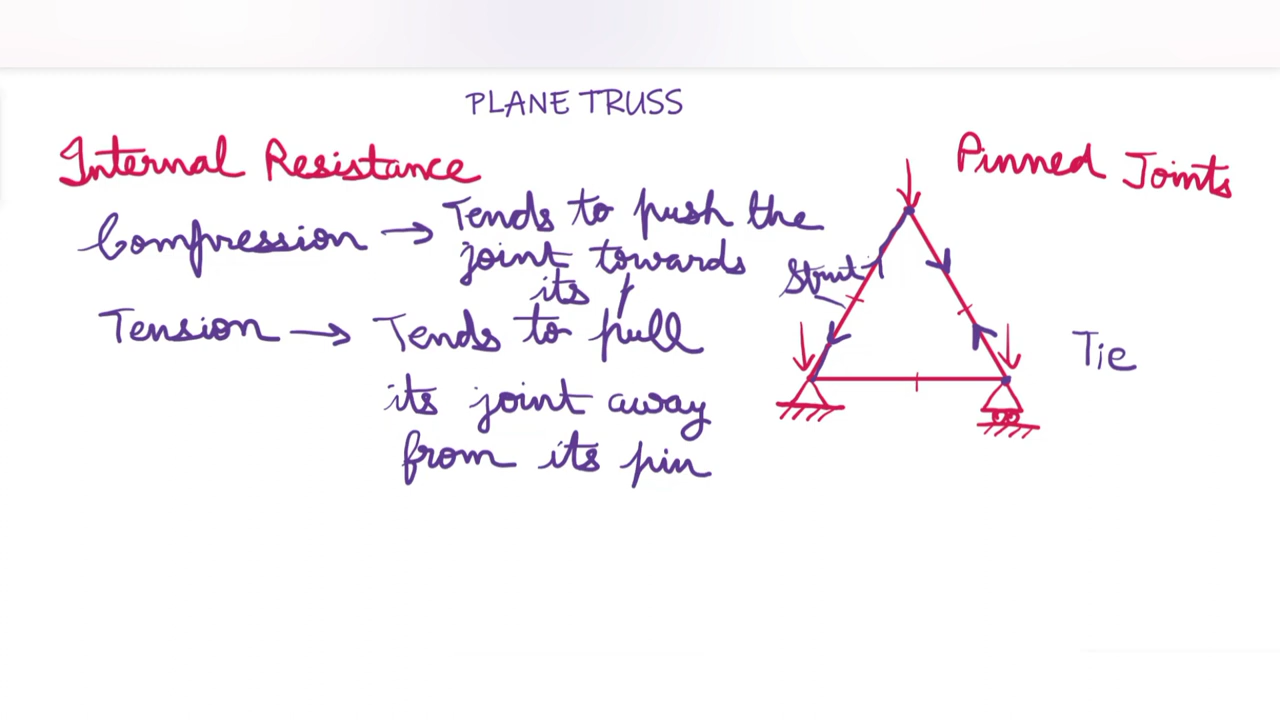 PLANE TRUSS
Internal Resistance
Pinned Joints
Compression → Tends to push the
joint towards
its p
Strut
Tension → Tends to pull
its joint away
from its pin
Tie